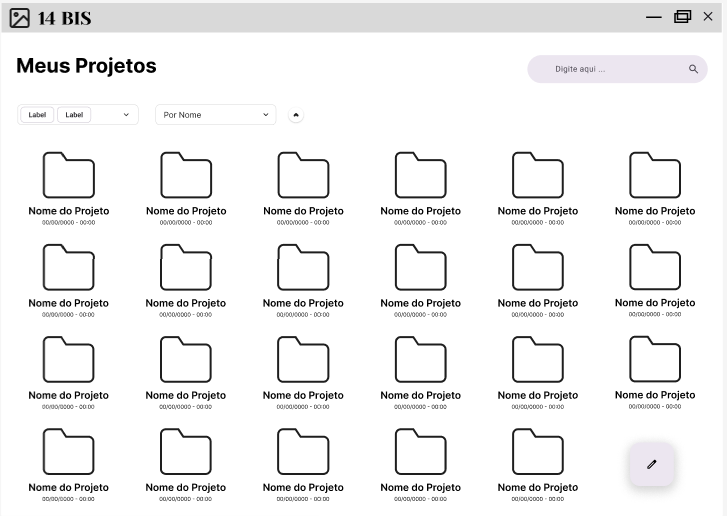 14 BIS
Meus Projetos
Digite aqui ...
Label Label Por Nome
Nome do Projeto Nome do Projeto Nome do Projeto Nome do Projeto Nome do Projeto Nome do Projeto
00/00/0000 - 00:00 00/00/0000 - 00:00 00/00/0000 - 00:00 00/00/0000 - 00:00 00/00/0000 - 00:00 00/00/0000 - 00:00
Nome do Projeto Nome do Projeto Nome do Projeto Nome do Projeto Nome do Projeto Nome do Projeto
00/00/0000 - 00:00 00/00/0000 - 00:00 00/00/0000 - 00:00 00/00/0000 - 00:00 00/00/0000 - 00:00 00/00/0000 - 00:00
Nome do Projeto Nome do Projeto Nome do Projeto Nome do Projeto Nome do Projeto Nome do Projeto
00/00/0000 - 00:00 00/00/0000 - 00:00 00/00/0000 - 00:00 00/00/0000 - 00:00 00/00/0000 - 00:00 00/00/0000 - 00:00
Nome do Projeto Nome do Projeto Nome do Projeto Nome do Projeto Nome do Projeto
00/00/0000 - 00:00 00/00/0000 - 00:00 00/00/0000 - 00:00 00/00/0000 - 00:00 00/00/0000 - 00:00